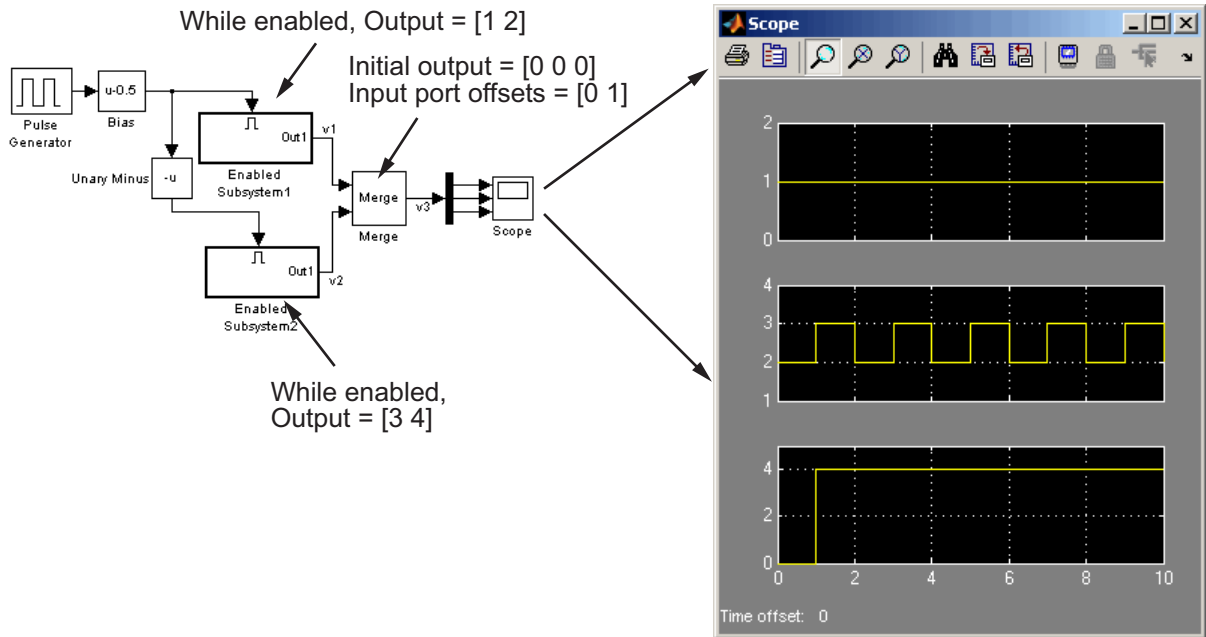 While enabled, Output = [1 2]
Initial output = [0 0 0]
Input port offsets = [0 1]
Pulse
Generator
u-0.5
Bias
Unary Minus
-u
Out1
v1
Enabled
Subsystem1
Merge
v3
Merge
Scope
Out1
v2
Enabled
Subsystem2
While enabled,
Output = [3 4]
Scope
2
1
0
4
3
2
1
4
2
0
0 2 4 6 8 10
Time offset: 0